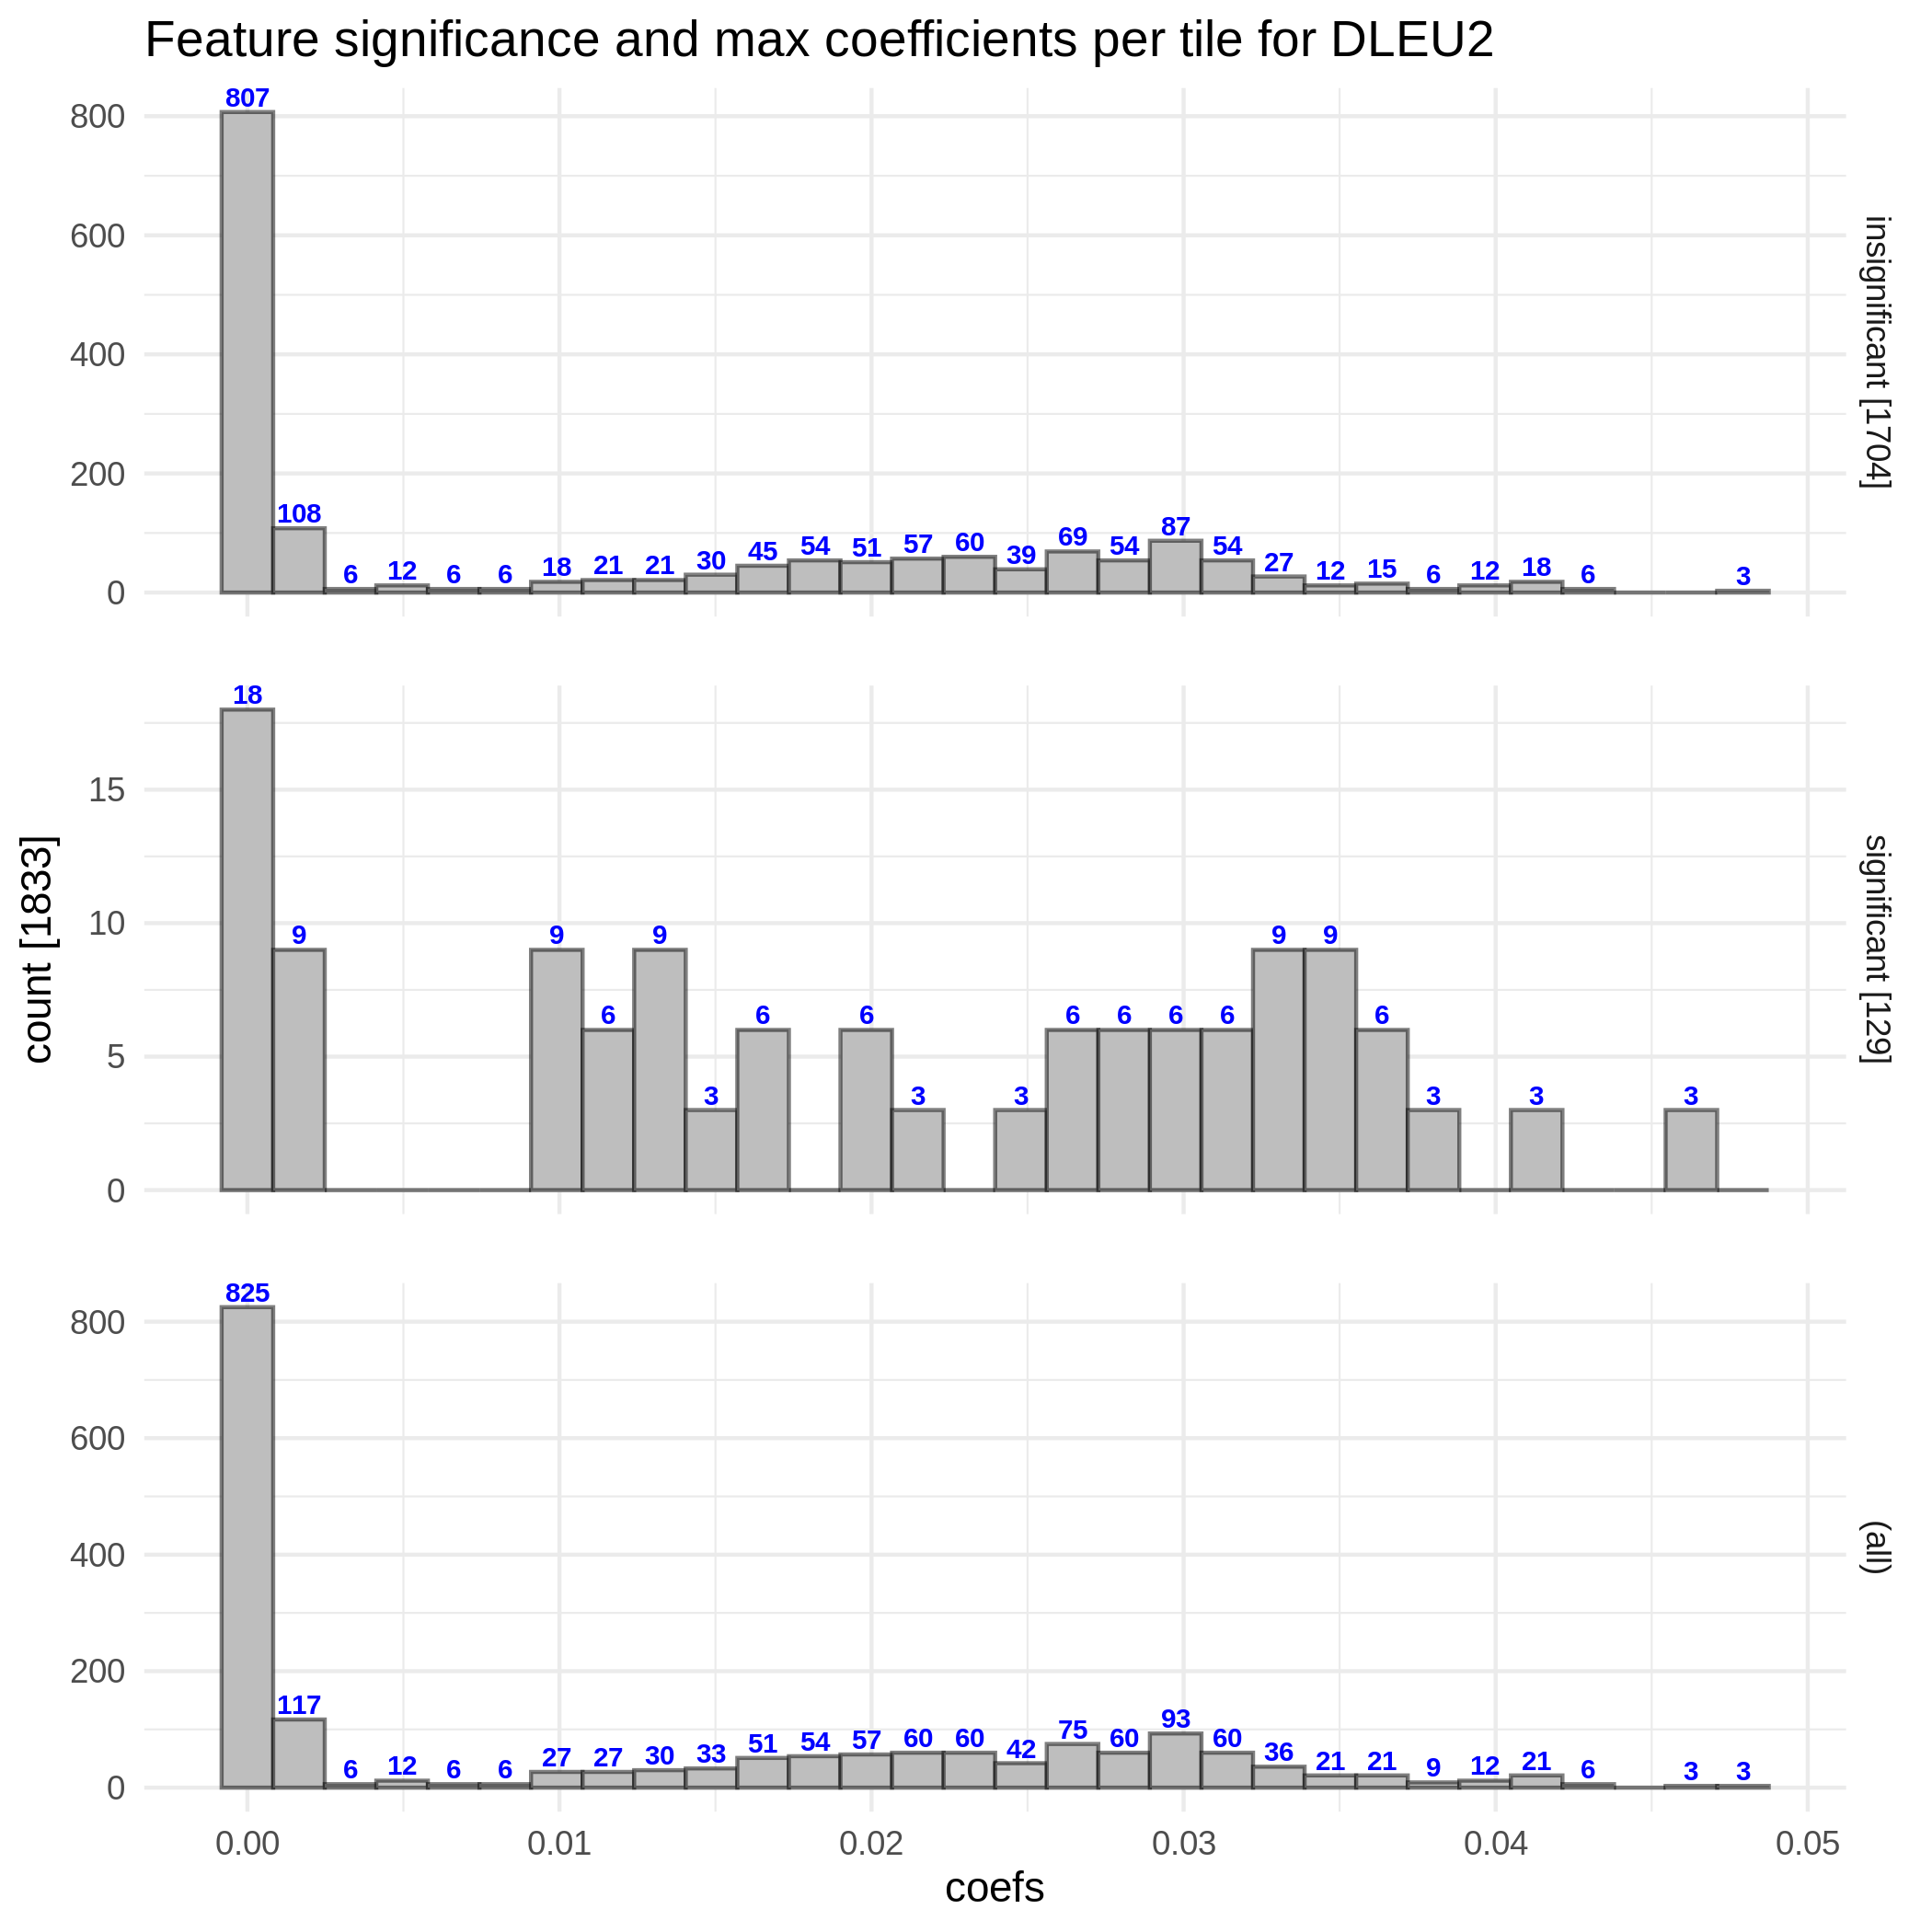 Feature significance and max coefficients per tile for DLEU2
807
800
600
400
200
0
108 6 12 6 6 18 21 21 30 45 54 51 57 60 39 69 54 87 54 27 12 15 6 12 18 6 3
insignificant [1704]
18
15
10
5
0
9 9 6 9 3 6 6 3 3 6 6 6 6 9 9 6 3 3 3
significant [129]
count [1833]
825
800
600
400
200
0
117 6 12 6 6 27 27 30 33 51 54 57 60 60 42 75 60 93 60 36 21 21 9 12 21 6 3 3
(all)
0.00 0.01 0.02 0.03 0.04 0.05
coefs